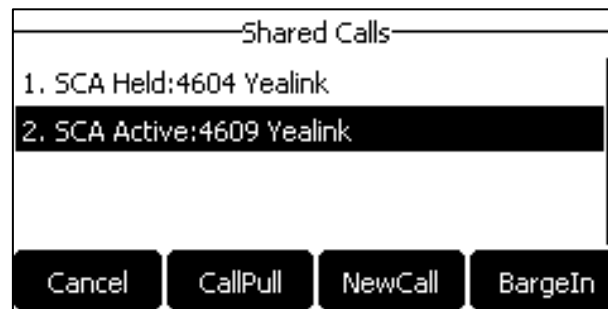 Shared Calls
1. SCA Held:4604 Yealink
2. SCA Active:4609 Yealink
Cancel CallPull NewCall BargeIn